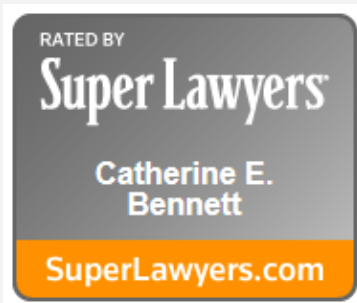 RATED BY
Super Lawyers
Catherine E.
Bennett
SuperLawyers.com